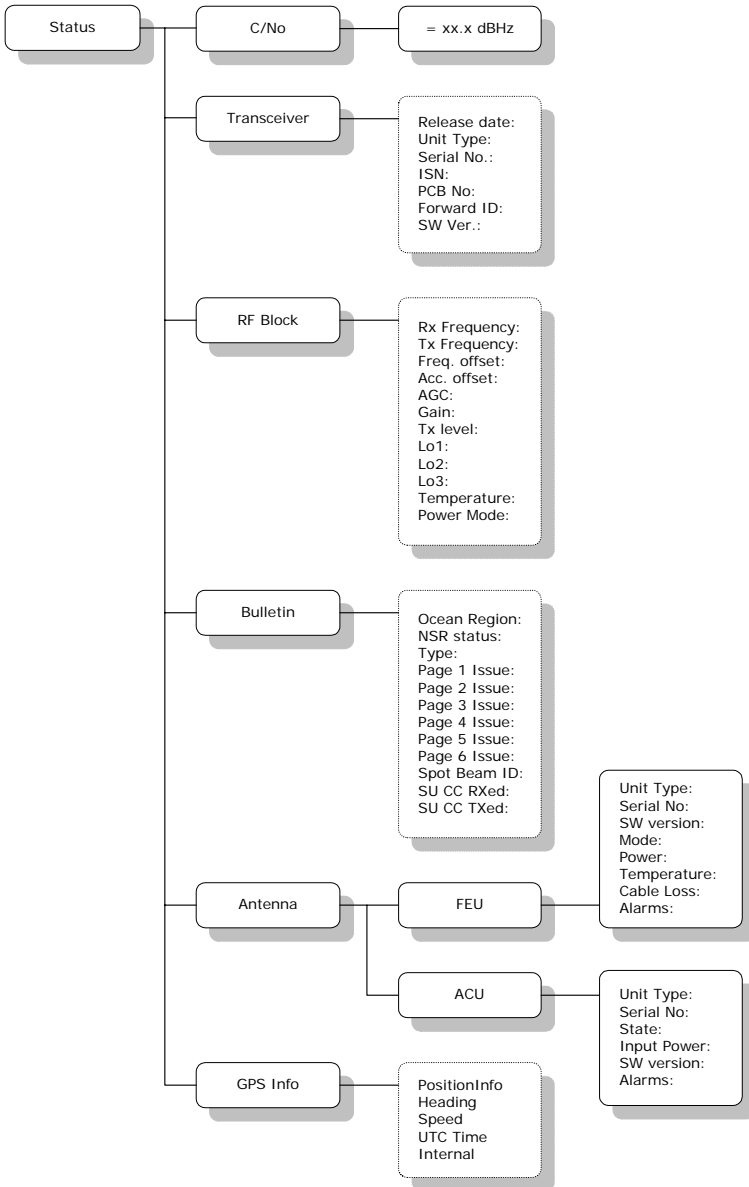 Status
C/No
= xx.x dBHz
Transceiver
Release date:
Unit Type:
Serial No.:
ISN:
PCB No:
Forward ID:
SW Ver.:
RF Block
Rx Frequency:
Tx Frequency:
Freq. offset:
Acc. offset:
AGC:
Gain:
Tx level:
Lo1:
Lo2:
Lo3:
Temperature:
Power Mode:
Bulletin
Ocean Region:
NSR status:
Type:
Page 1 Issue:
Page 2 Issue:
Page 3 Issue:
Page 4 Issue:
Page 5 Issue:
Page 6 Issue:
Spot Beam ID:
SU CC RXed:
SU CC TXed:
Antenna
FEU
Unit Type:
Serial No:
SW version:
Mode:
Power:
Temperature:
Cable Loss:
Alarms:
ACU
Unit Type:
Serial No:
State:
Input Power:
SW version:
Alarms:
GPS Info
PositionInfo
Heading
Speed
UTC Time
Internal